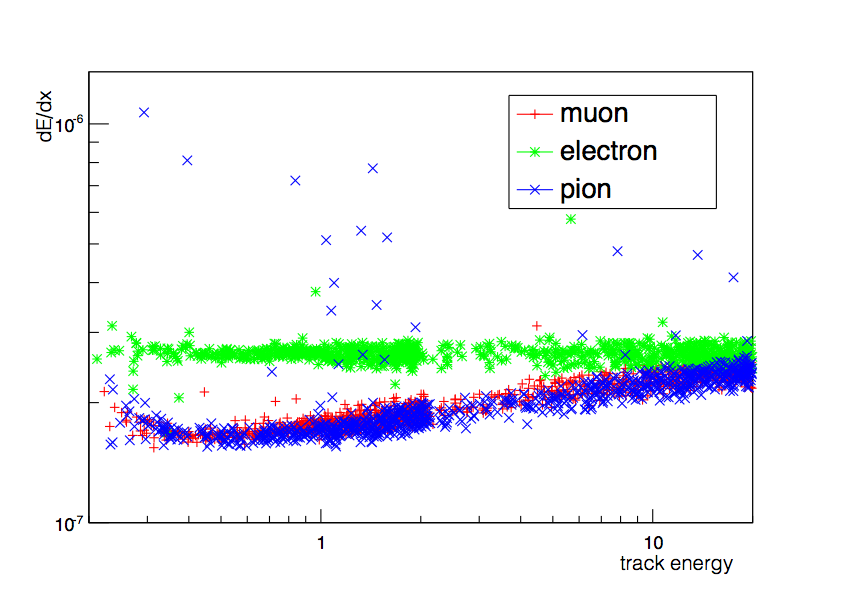 dE/dx
10-6
muon
electron
pion
10-7
1
10
track energy